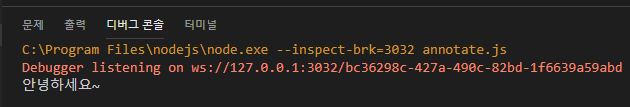 문제 출력 디버그 콘솔 터미널
C:\Program Files\nodejs\node.exe --inspect-brk=3032 annotate.js
Debugger listening on ws://127.0.0.1:3032/bc36298c-427a-490c-82bd-1f6639a59abd
안녕하세요~